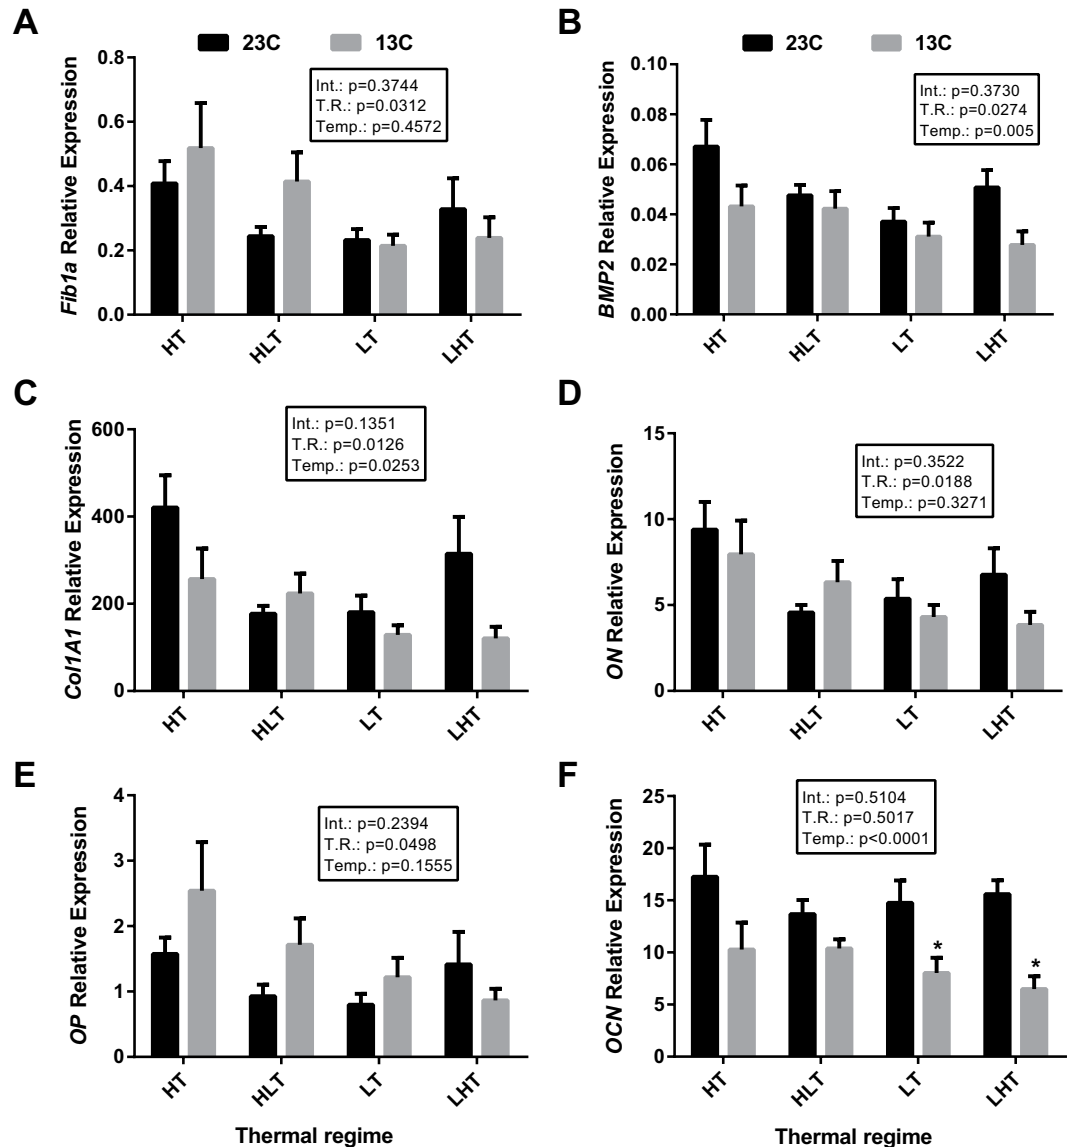 A
23C 13C
Fib1a Relative Expression
0.8
0.6
0.4
0.2
0.0
Int.: p=0.3744
T.R.: p=0.0312
Temp.: p=0.4572
HT HLT LT LHT
B
23C 13C
BMP2 Relative Expression
0.10
0.08
0.06
0.04
0.02
0.00
Int.: p=0.3730
T.R.: p=0.0274
Temp.: p=0.005
HT HLT LT LHT
C
Col1A1 Relative Expression
600
400
200
0
Int.: p=0.1351
T.R.: p=0.0126
Temp.: p=0.0253
HT HLT LT LHT
D
ON Relative Expression
15
10
5
0
Int.: p=0.3522
T.R.: p=0.0188
Temp.: p=0.3271
HT HLT LT LHT
E
OP Relative Expression
4
3
2
1
0
Int.: p=0.2394
T.R.: p=0.0498
Temp.: p=0.1555
HT HLT LT LHT
Thermal regime
F
OCN Relative Expression
25
20
15
10
5
0
Int.: p=0.5104
T.R.: p=0.5017
Temp.: p<0.0001
* *
HT HLT LT LHT
Thermal regime